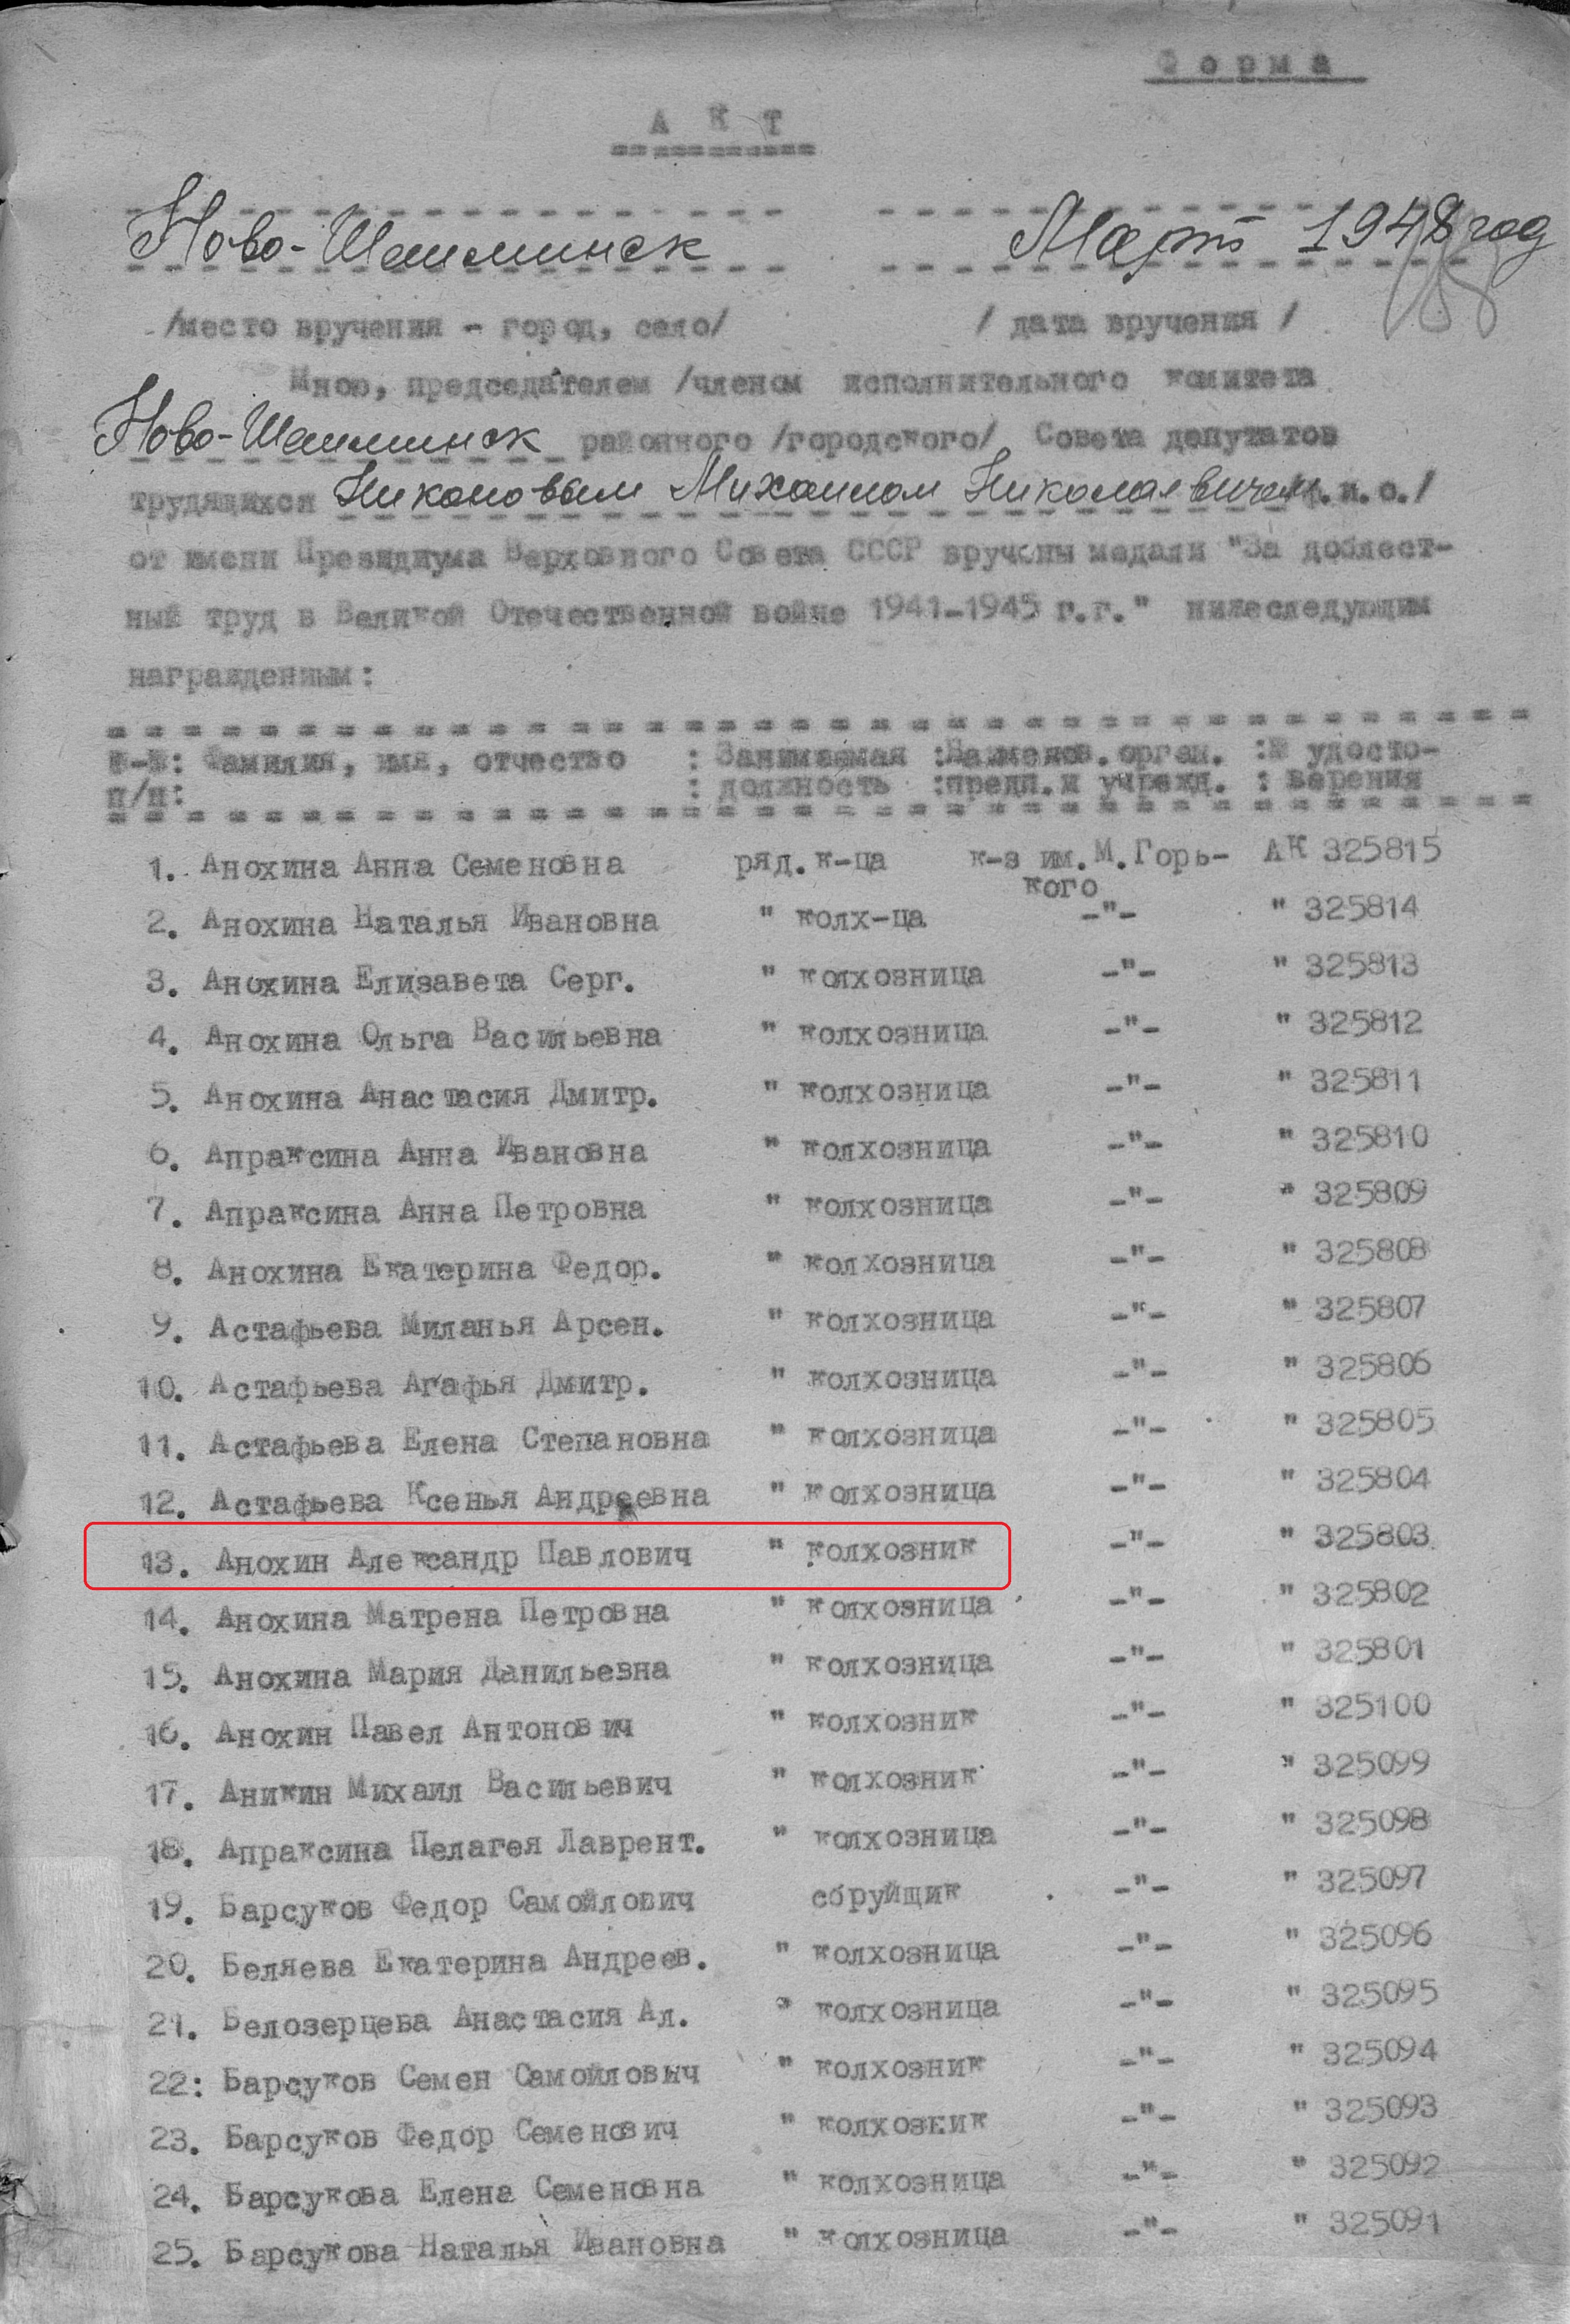 Форма
А К Т
Ново-Шешминск Март 1948 год
/место вручения - город, село/ / дата вручения /
Мною, председателем /членом исполнительного комитета
Ново-Шешминск районного /городского/ Совета депутатов
трудящихся Никоновым Михаилом Николаевичем /ф.и.о./
от имени Президиума Верховного Совета СССР вручены медали "За доблест-
ный труд в Великой Отечественной войне 1941-1945 г.г." нижеследующим
награжденным:
№-№: Фамилия, имя, отчество : Занимаемая :Наименов. орган. :№ удосто-
п/п: : должность :предп.и учрежд. : верения
1. Анохина Анна Семеновна ряд.к-ца к-з им.М.Горь- АК 325815
кого
2. Анохина Наталья Ивановна " колх-ца -"- " 325814
3. Анохина Елизавета Серг. " колхозница -"- " 325813
4. Анохина Ольга Васильевна " колхозница -"- " 325812
5. Анохина Анастасия Дмитр. " колхозница -"- " 325811
6. Апраксина Анна Ивановна " колхозница -"- " 325810
7. Апраксина Анна Петровна " колхозница -"- " 325809
8. Анохина Екатерина Федор. " колхозница -"- " 325808
9. Астафьева Миланья Арсен. " колхозница -"- " 325807
10. Астафьева Агафья Дмитр. " колхозница -"- " 325806
11. Астафьева Елена Степановна " колхозница -"- " 325805
12. Астафьева Ксенья Андреевна " колхозница -"- " 325804
13. Анохин Александр Павлович " колхозник -"- " 325803
14. Анохина Матрена Петровна " колхозница -"- " 325802
15. Анохина Мария Данильевна " колхозница -"- " 325801
16. Анохин Павел Антонович " колхозник -"- " 325100
17. Аникин Михаил Васильевич " колхозник -"- " 325099
18. Апраксина Пелагея Лаврент. " колхозница -"- " 325098
19. Барсуков Федор Самойлович сбруйщик -"- " 325097
20. Беляева Екатерина Андреев. " колхозница -"- " 325096
21. Белозерцева Анастасия Ал. " колхозница -"- " 325095
22: Барсуков Семен Самойловыч " колхозник -"- " 325094
23. Барсуков Федор Семенович " колхозник -"- " 325093
24. Барсукова Елена Семеновна " колхозница -"- " 325092
25. Барсукова Наталья Ивановна " колхозница -"- " 325091